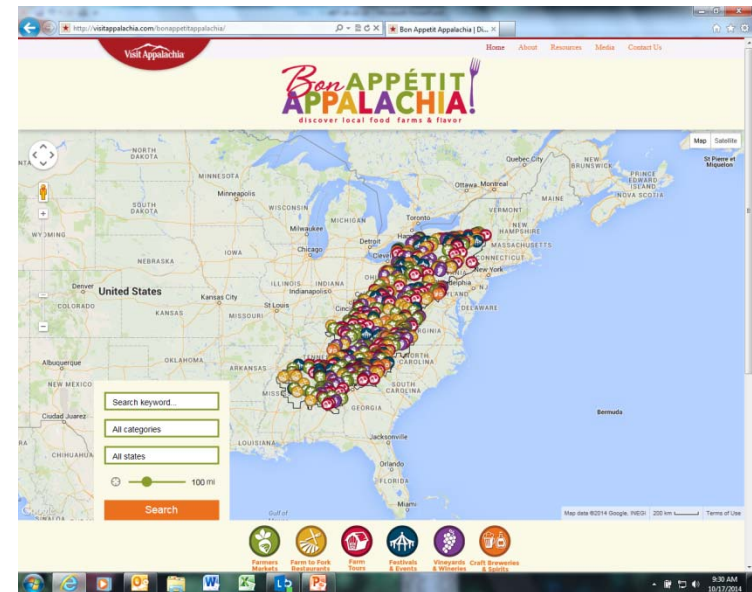 http://visitappalachia.com/bonappetitappalachia/
Bon Appetit Appalachia | Di...
Visit Appalachia
Home About Resources Media Contact Us
Bon APPÉTIT
APPALACHIA!
discover local food farms & flavor
Map Satellite
NORTH DAKOTA
MINNESOTA
Quebec City
NEW BRUNSWICK
St Pierre et Miquelon
PRINCE EDWARD ISLAND
NOVA SCOTIA
Ottawa Montreal
MAINE
Minneapolis
SOUTH DAKOTA
WISCONSIN
VERMONT
Toronto
MICHIGAN
NEW HAMPSHIRE
Milwaukee
WYOMING
Detroit
MASSACHUSETTS
Chicago
IOWA
CONNECTICUT
NEBRASKA
New York
ILLINOIS INDIANA
Indianapolis
Denver
United States
Kansas City
St Louis
COLORADO
KANSAS
MISSOURI
DELAWARE
Albuquerque
OKLAHOMA
ARKANSAS
NORTH CAROLINA
NEW MEXICO
SOUTH CAROLINA
GEORGIA
Bermuda
Ciudad Juarez
LOUISIANA
Jacksonville
CHIHUAHUA
Orlando
FLORIDA
Miami
Gulf of
SINALOA
Search keyword...
All categories
All states
100 mi
Search
Map data ©2014 Google, INEGI 200 km Terms of Use
Farmers Markets
Farm to Fork Restaurants
Farm Tours
Festivals & Events
Vineyards & Wineries
Craft Breweries & Spirits
9:30 AM
10/17/2014